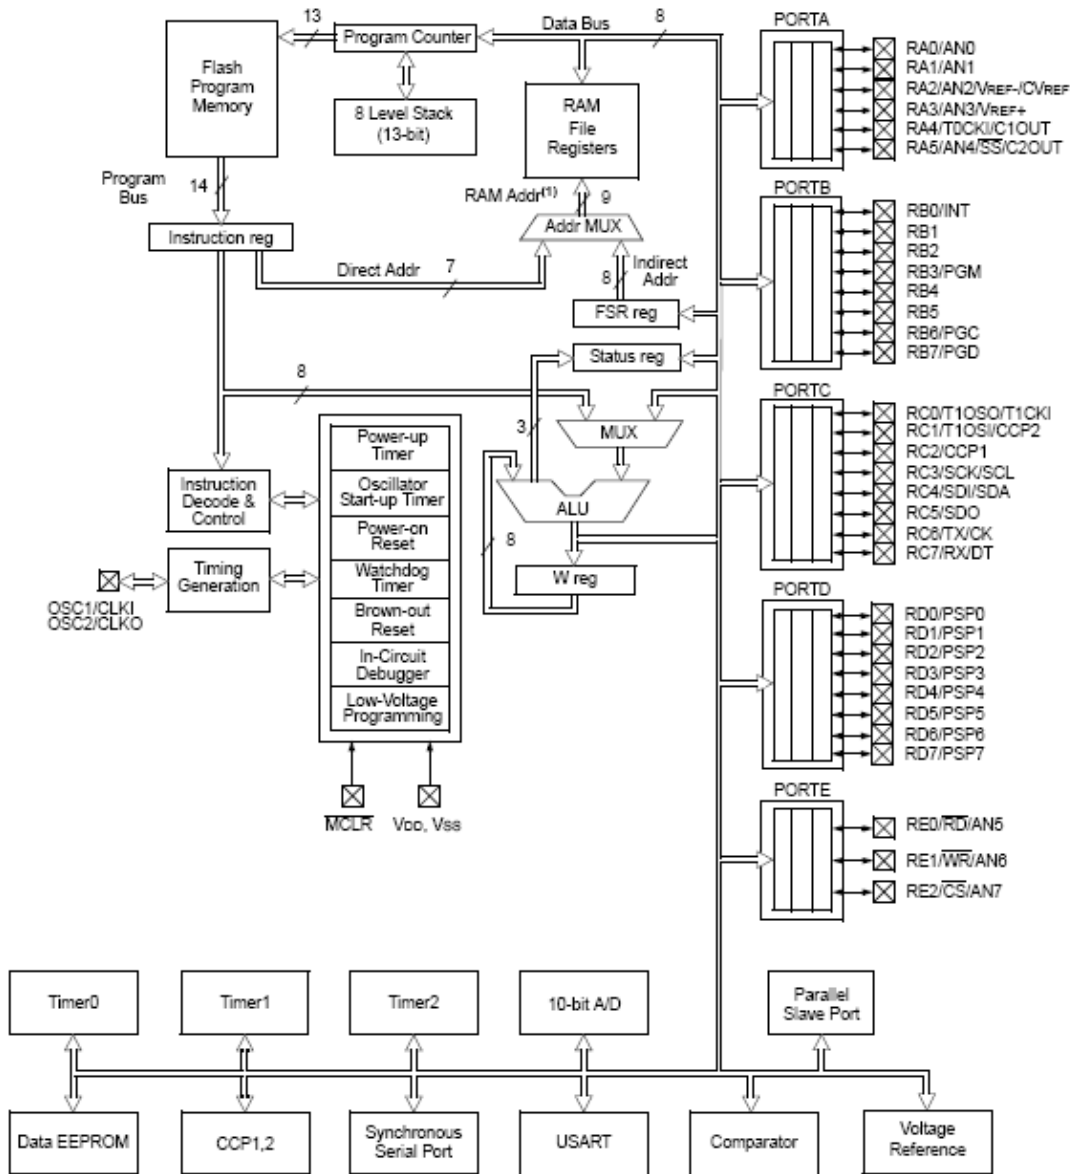 13
Data Bus
8
PORTA
Program Counter
Flash
Program
Memory
8 Level Stack
(13-bit)
RAM
File
Registers
RA0/AN0
RA1/AN1
RA2/AN2/VREF-/CVREF
RA3/AN3/VREF+
RA4/T0CKI/C1OUT
RA5/AN4/SS/C2OUT
Program
Bus
14
RAM Addr(1)
9
PORTB
Instruction reg
Addr MUX
Direct Addr
7
8
Indirect
Addr
FSR reg
Status reg
RB0/INT
RB1
RB2
RB3/PGM
RB4
RB5
RB6/PGC
RB7/PGD
8
3
MUX
PORTC
Power-up
Timer
Oscillator
Start-up Timer
Power-on
Reset
Watchdog
Timer
Brown-out
Reset
In-Circuit
Debugger
Low-Voltage
Programming
Instruction
Decode &
Control
ALU
8
W reg
RC0/T1OSO/T1CKI
RC1/T1OSI/CCP2
RC2/CCP1
RC3/SCK/SCL
RC4/SDI/SDA
RC5/SDO
RC6/TX/CK
RC7/RX/DT
Timing
Generation
OSC1/CLKI
OSC2/CLKO
PORTD
RD0/PSP0
RD1/PSP1
RD2/PSP2
RD3/PSP3
RD4/PSP4
RD5/PSP5
RD6/PSP6
RD7/PSP7
MCLR
VDD, VSS
PORTE
RE0/RD/AN5
RE1/WR/AN6
RE2/CS/AN7
Timer0
Timer1
Timer2
10-bit A/D
Parallel
Slave Port
Data EEPROM
CCP1,2
Synchronous
Serial Port
USART
Comparator
Voltage
Reference